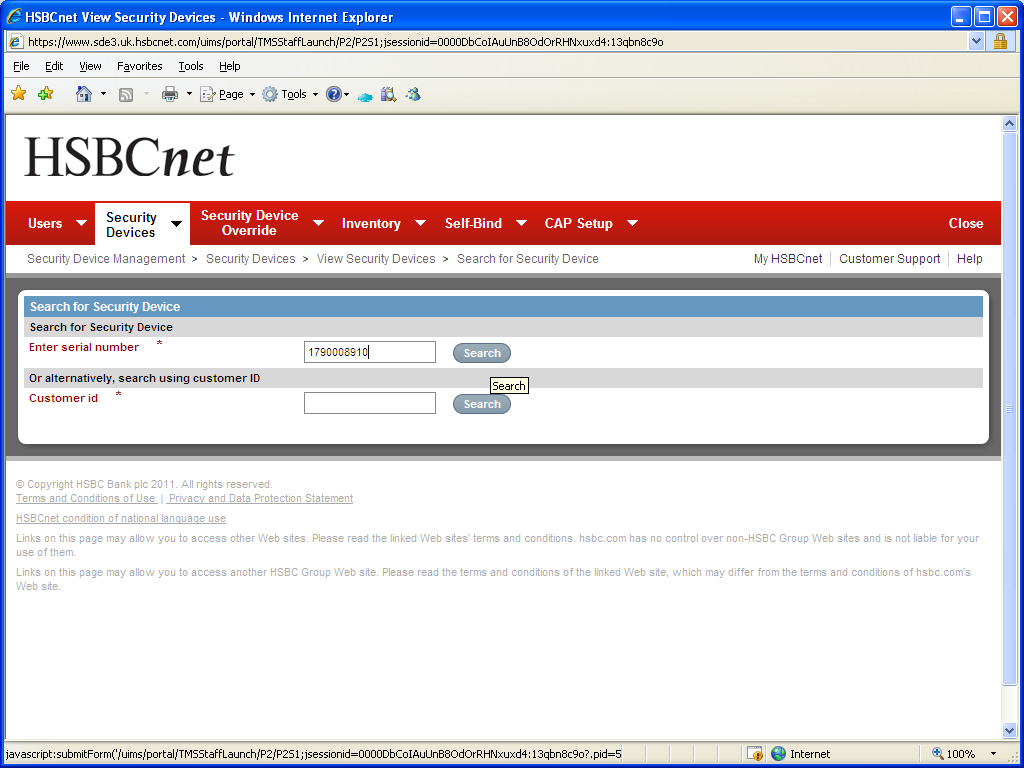 HSBCnet View Security Devices - Windows Internet Explorer
https://www.sde3.uk.hsbcnet.com/uims/portal/TMSStaffLaunch/P2/P2S1;jsessionid=0000DbCoIAuUnB8OdOrRHNxuxd4:13qbn8c9o
File Edit View Favorites Tools Help
Page Tools
HSBCnet
Users Security Devices Security Device Override Inventory Self-Bind CAP Setup Close
Security Device Management > Security Devices > View Security Devices > Search for Security Device My HSBCnet Customer Support Help
Search for Security Device
Search for Security Device
Enter serial number * 1790008910 Search
Or alternatively, search using customer ID
Search
Customer id * Search
© Copyright HSBC Bank plc 2011. All rights reserved.
Terms and Conditions of Use | Privacy and Data Protection Statement
HSBCnet condition of national language use
Links on this page may allow you to access other Web sites. Please read the linked Web sites' terms and conditions. hsbc.com has no control over non-HSBC Group Web sites and is not liable for your
use of them.
Links on this page may allow you to access another HSBC Group Web site. Please read the terms and conditions of the linked Web site, which may differ from the terms and conditions of hsbc.com's
Web site.
javascript:submitForm('/uims/portal/TMSStaffLaunch/P2/P2S1;jsessionid=0000DbCoIAuUnB8OdOrRHNxuxd4:13qbn8c9o?.pid=5 Internet 100%